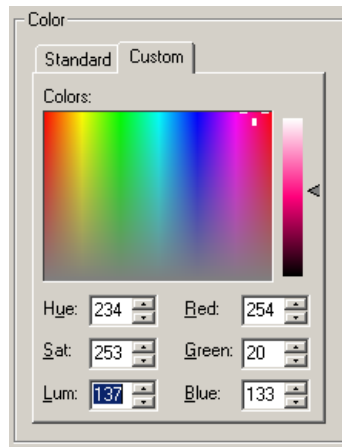 Color
Standard Custom
Colors:
Hue: 234 Red: 254
Sat: 253 Green: 20
Lum: 137 Blue: 133